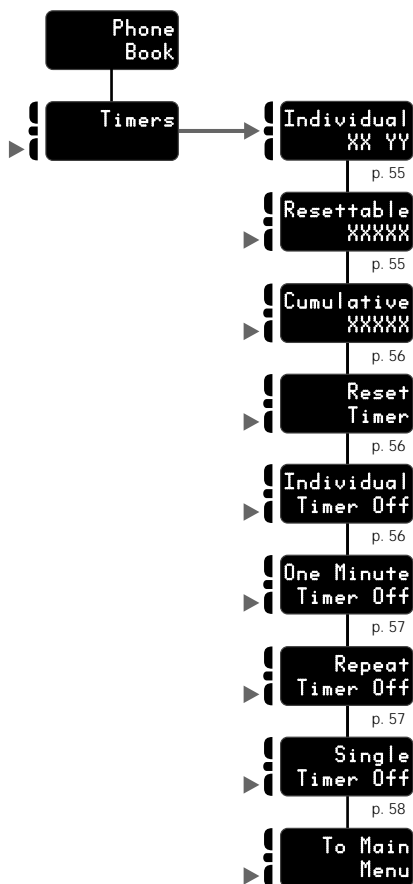 Phone
Book
Timers
Individual
XX YY
p. 55
Resettable
XXXXX
p. 55
Cumulative
XXXXX
p. 56
Reset
Timer
p. 56
Individual
Timer Off
p. 56
One Minute
Timer Off
p. 57
Repeat
Timer Off
p. 57
Single
Timer Off
p. 58
To Main
Menu